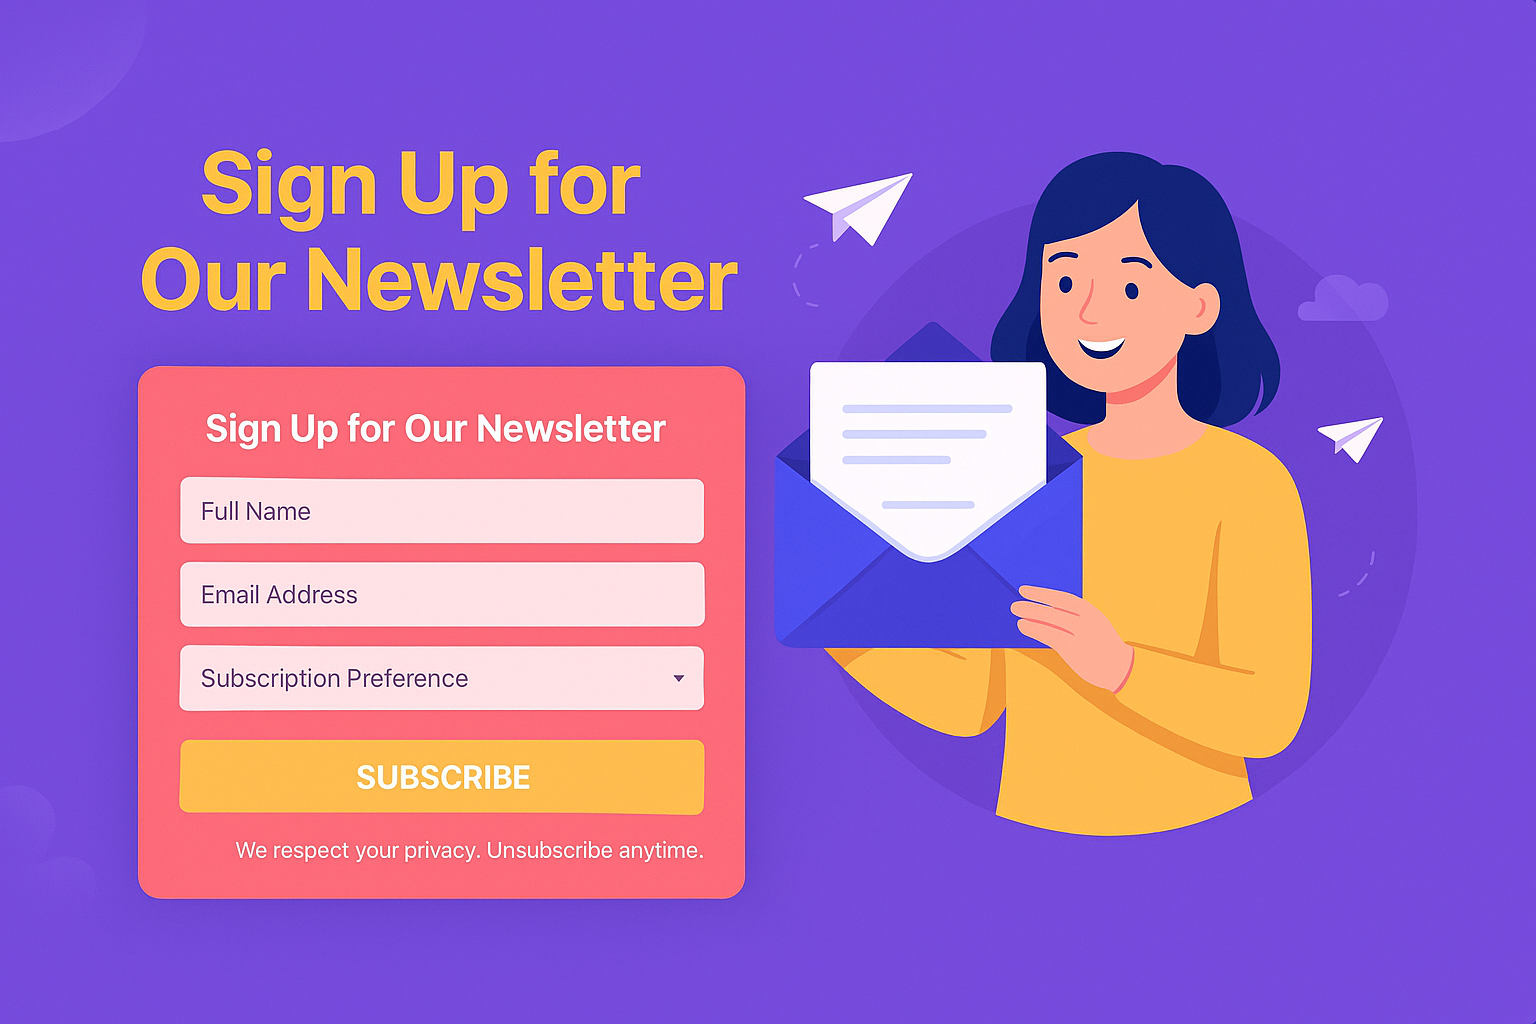 Sign Up for
Our Newsletter
Sign Up for Our Newsletter
Full Name
Email Address
Subscription Preference
SUBSCRIBE
We respect your privacy. Unsubscribe anytime.